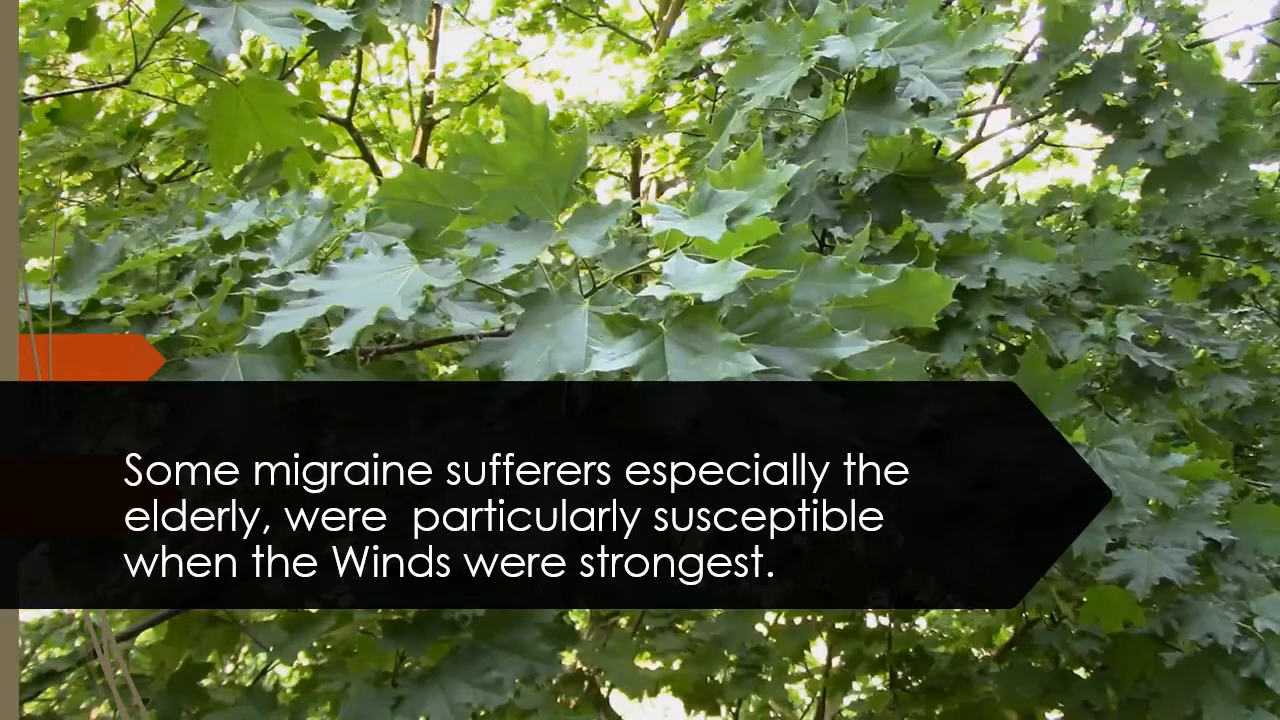 Some migraine sufferers especially the
elderly, were  particularly susceptible
when the Winds were strongest.